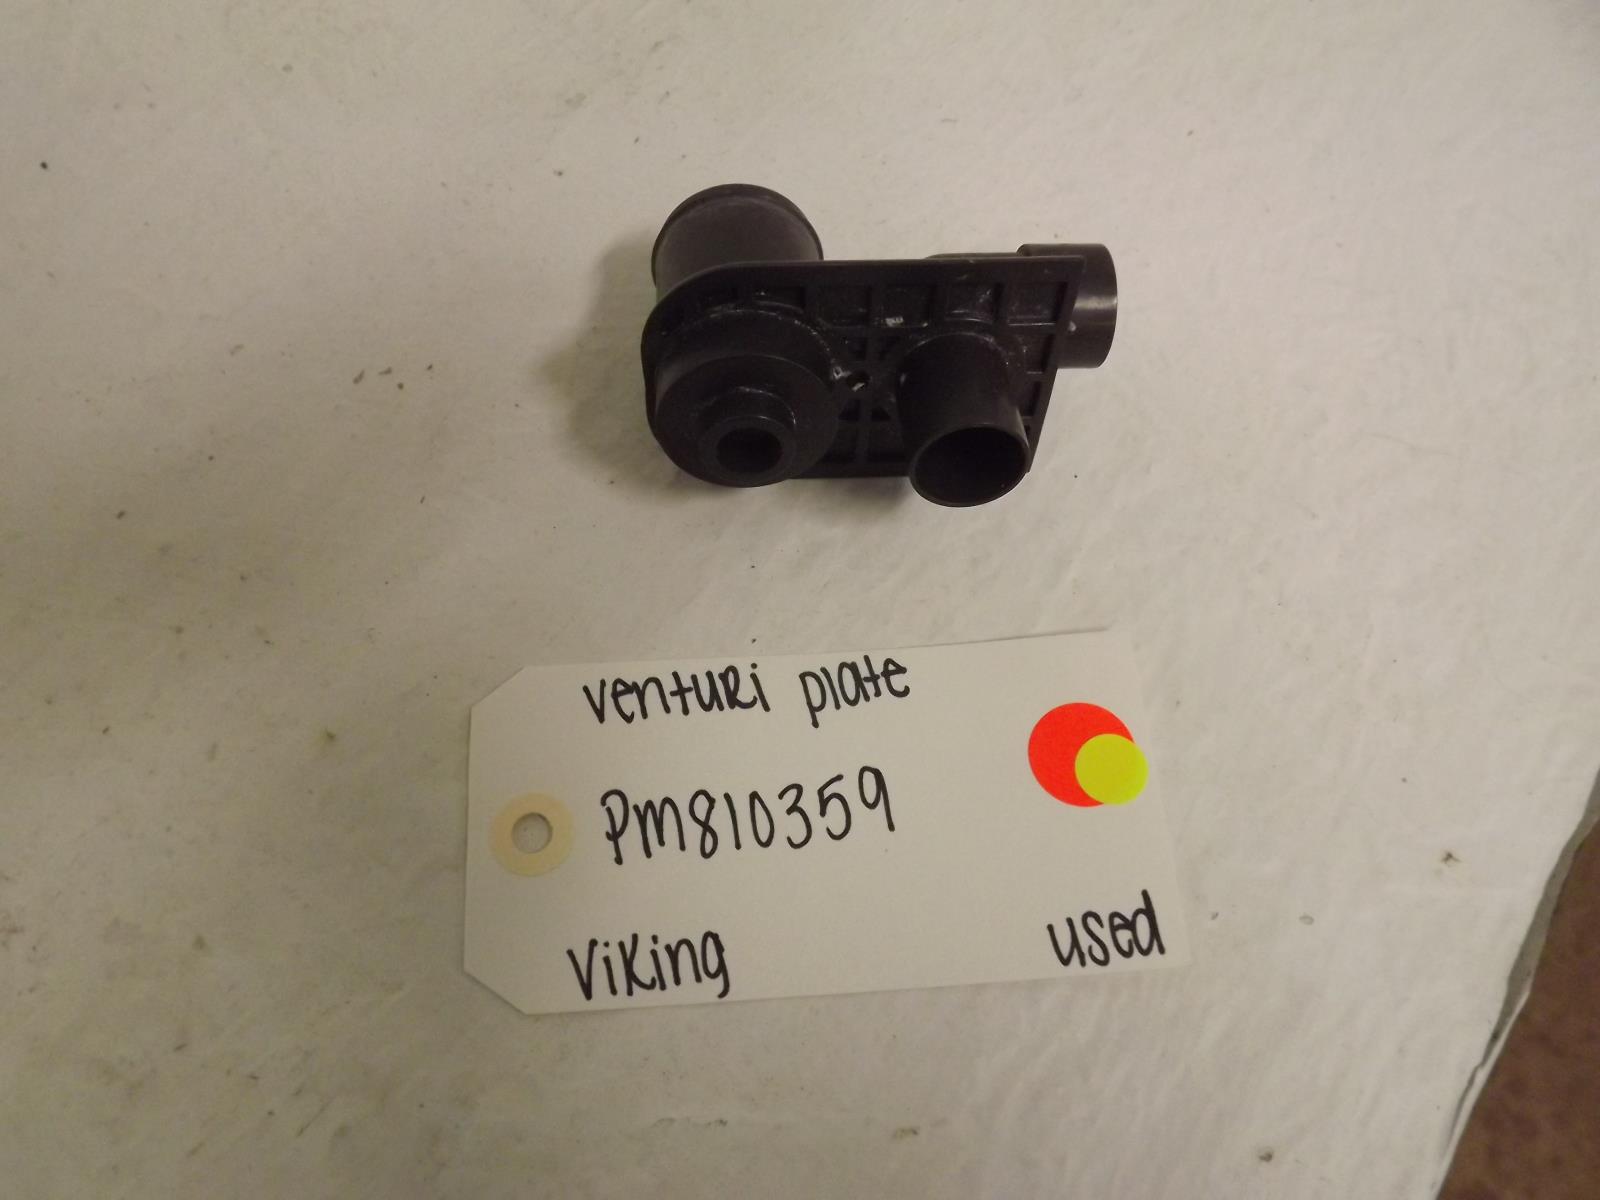 venturi plate
PM810359
Viking
used